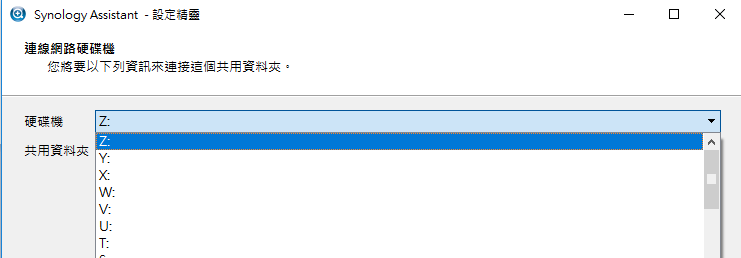 Synology Assistant - 設定精靈
連線網路硬碟機
您將要以下列資訊來連接這個共用資料夾。
硬碟機 Z:
Z:
共用資料夾
Y:
X:
W:
V:
U:
T: